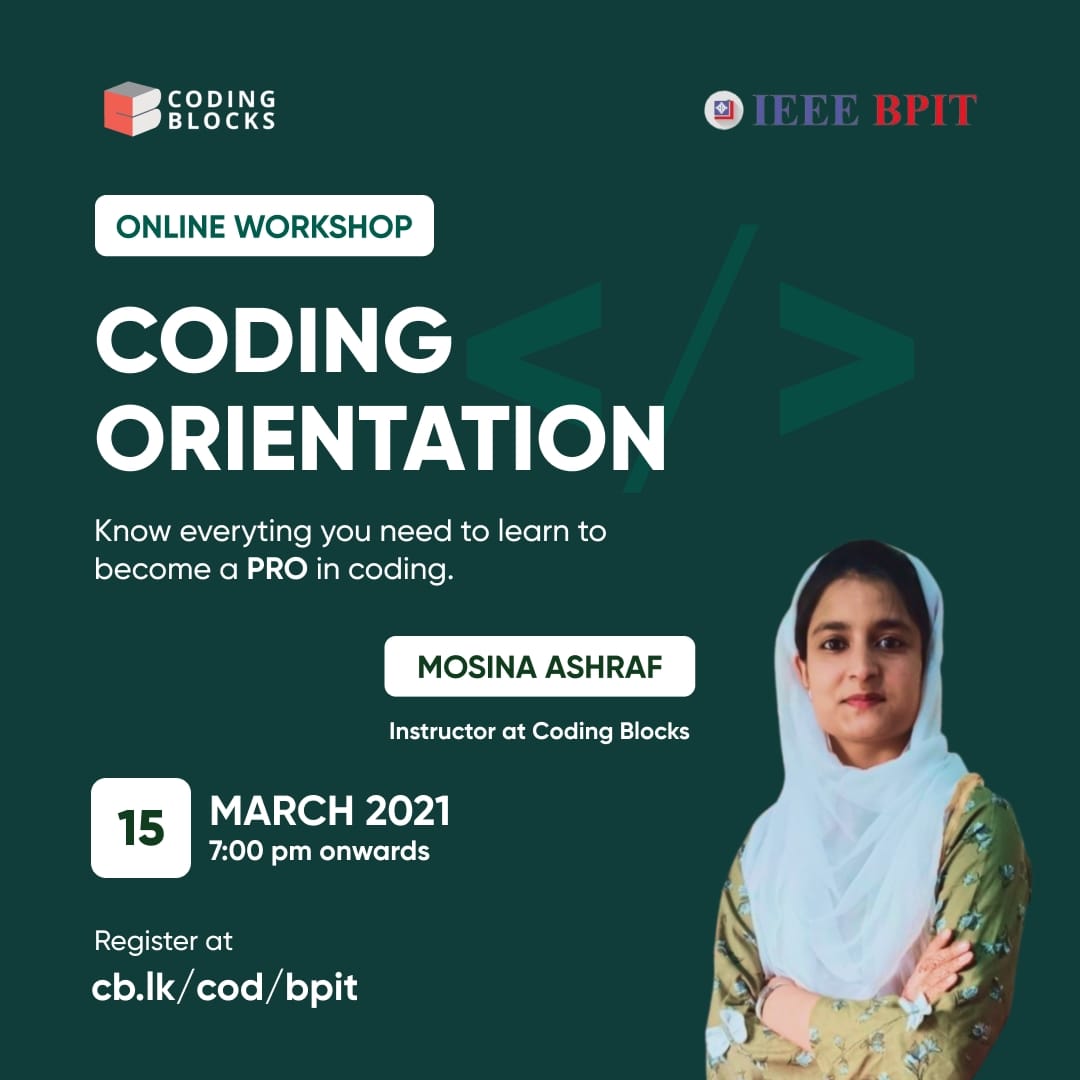 CODING
BLOCKS
IEEE BPIT
ONLINE WORKSHOP
CODING
ORIENTATION
Know everyting you need to learn to
become a PRO in coding.
MOSINA ASHRAF
Instructor at Coding Blocks
15
MARCH 2021
7:00 pm onwards
Register at
cb.lk/cod/bpit